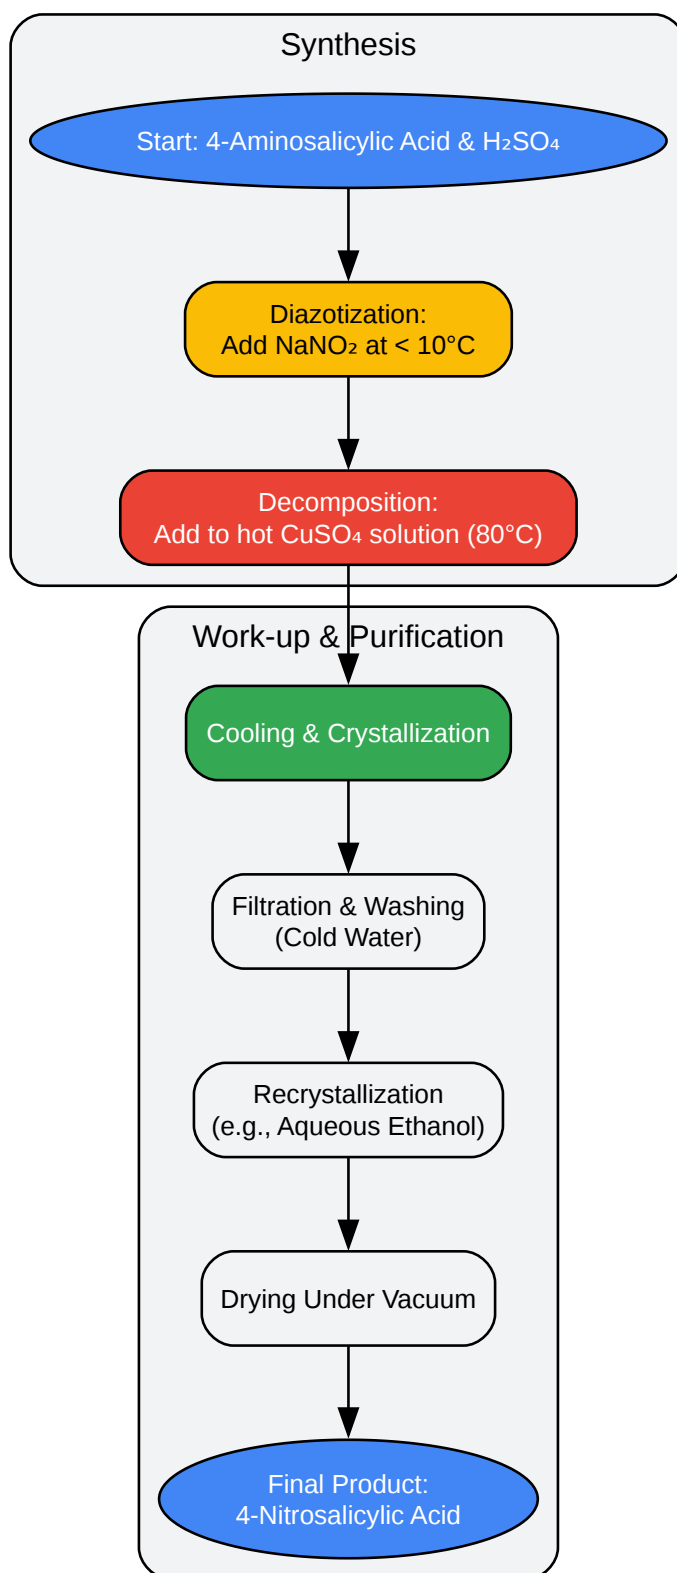 Synthesis
Start: 4-Aminosalicylic Acid & H₂SO₄
Diazotization:
Add NaNO₂ at < 10°C
Decomposition:
Add to hot CuSO₄ solution (80°C)
Work-up & Purification
Cooling & Crystallization
Filtration & Washing
(Cold Water)
Recrystallization
(e.g., Aqueous Ethanol)
Drying Under Vacuum
Final Product:
4-Nitrosalicylic Acid